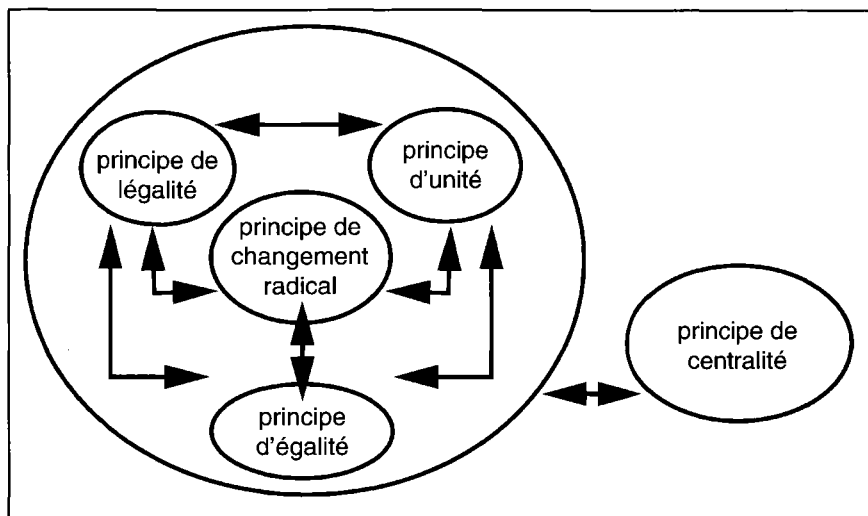 principe de
légalité
principe
d'unité
principe de
changement
radical
principe de
centralité
principe
d'égalité